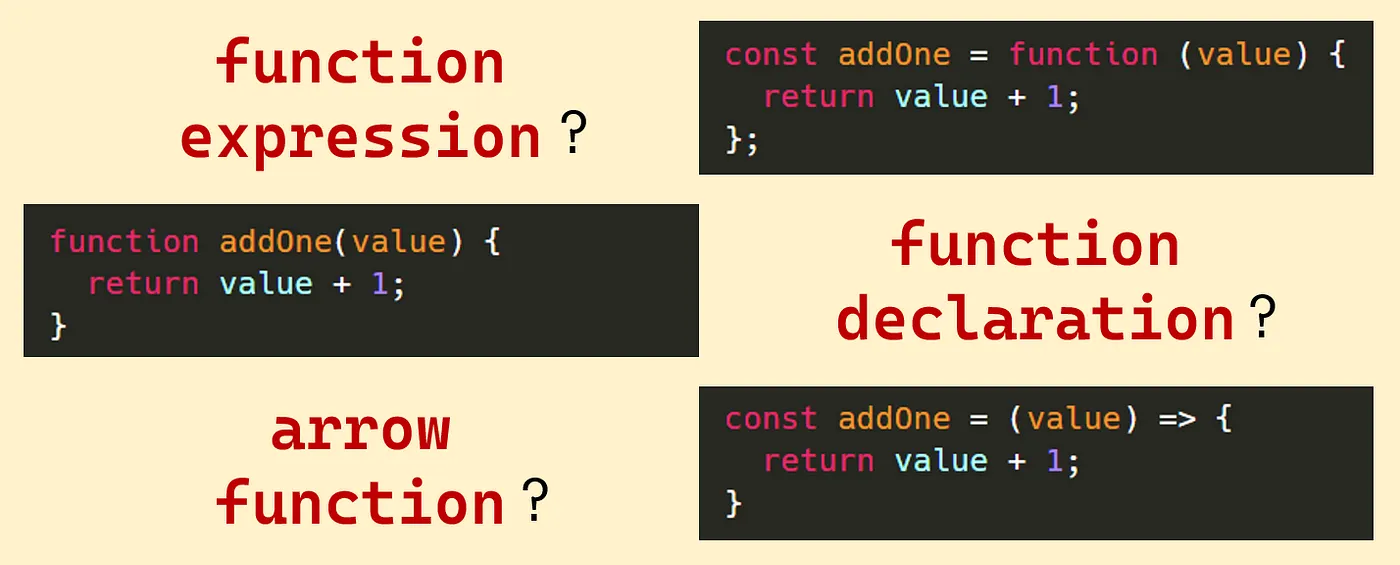 function
expression ?
const addOne = function (value) {
  return value + 1;
};
function addOne(value) {
  return value + 1;
}
function
declaration ?
arrow
function ?
const addOne = (value) => {
  return value + 1;
}